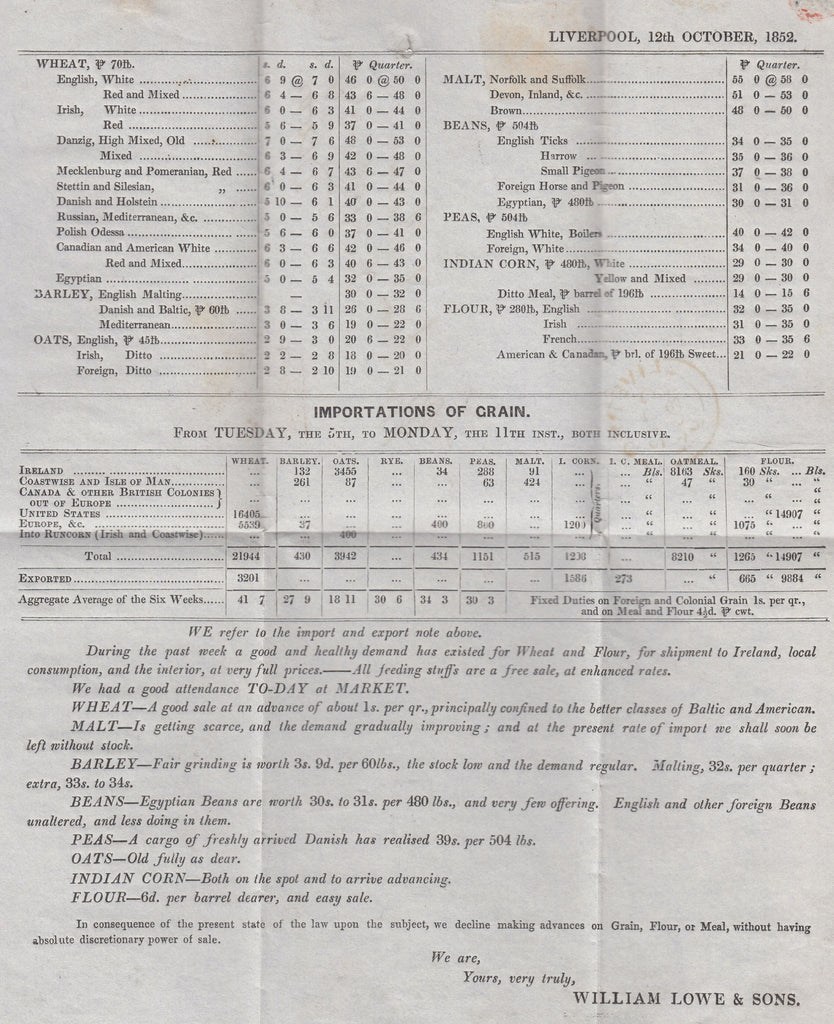 LIVERPOOL, 12th OCTOBER, 1852.
WHEAT, ⅌ 70lb. s. d. s. d. ⅌ Quarter.
English, White 6 9 @ 7 0 46 0 @ 50 0
Red and Mixed 6 4 — 6 8 43 6 — 48 0
Irish, White 6 0 — 6 3 41 0 — 44 0
Red 5 6 — 5 9 37 0 — 41 0
Danzig, High Mixed, Old 7 0 — 7 6 48 0 — 53 0
Mixed 6 3 — 6 9 42 0 — 48 0
Mecklenburg and Pomeranian, Red 6 4 — 6 7 43 6 — 47 0
Stettin and Silesian, „ 6 0 — 6 3 41 0 — 44 0
Danish and Holstein 5 10 — 6 1 40 0 — 43 0
Russian, Mediterranean, &c. 5 0 — 5 6 33 0 — 38 6
Polish Odessa 5 6 — 6 0 37 0 — 41 0
Canadian and American White 6 3 — 6 6 42 0 — 46 0
Red and Mixed 6 0 — 6 3 40 6 — 43 0
Egyptian 5 0 — 5 4 32 0 — 35 0
BARLEY, English Malting — 30 0 — 32 0
Danish and Baltic, ⅌ 60lb 3 8 — 3 11 26 0 — 28 6
Mediterranean 3 0 — 3 6 19 0 — 22 0
OATS, English, ⅌ 45lb 2 9 — 3 0 20 6 — 22 0
Irish, Ditto 2 2 — 2 8 18 0 — 20 0
Foreign, Ditto 2 8 — 2 10 19 0 — 21 0
⅌ Quarter.
MALT, Norfolk and Suffolk 55 0 @ 58 0
Devon, Inland, &c. 51 0 — 53 0
Brown 48 0 — 50 0
BEANS, ⅌ 504lb
English Ticks 34 0 — 35 0
Harrow 35 0 — 36 0
Small Pigeon 37 0 — 38 0
Foreign Horse and Pigeon 31 0 — 36 0
Egyptian, ⅌ 480lb 30 0 — 31 0
PEAS, ⅌ 504lb
English White, Boilers 40 0 — 42 0
Foreign, White 34 0 — 40 0
INDIAN CORN, ⅌ 480lb, White 29 0 — 30 0
Yellow and Mixed 29 0 — 30 0
Ditto Meal, ⅌ barrel of 196lb 14 0 — 15 6
FLOUR, ⅌ 280lb, English 32 0 — 35 0
Irish 31 0 — 35 0
French 33 0 — 35 6
American & Canadian, ⅌ brl. of 196lb Sweet 21 0 — 22 0
IMPORTATIONS OF GRAIN.
FROM TUESDAY, THE 5TH, TO MONDAY, THE 11TH INST., BOTH INCLUSIVE.
WHEAT. BARLEY. OATS. RYE. BEANS. PEAS. MALT. I. CORN. I. C. MEAL. OATMEAL. FLOUR.
IRELAND ... 132 3455 ... 34 288 91 ... ... Bls. 8163 Sks. 160 Sks. ... Bls.
COASTWISE AND ISLE OF MAN ... 261 87 ... ... 63 424 ... ... “ 47 “ 30 “ ... “
CANADA & OTHER BRITISH COLONIES }
OUT OF EUROPE } ... ... ... ... ... ... ... ... ... “ ... “ ... “ ... “
UNITED STATES 16405 ... ... ... ... ... ... ... ... “ ... “ ... “ 14907 “
EUROPE, &c. 5539 37 ... ... 400 800 ... 1200 ... “ ... “ 1075 “ ... “
INTO RUNCORN (Irish and Coastwise) ... ... 400 ... ... ... ... ... ... “ ... “ ... “ ... “
Quarters.
Total 21944 430 3942 ... 434 1151 515 ... 8210 “ 1265 “ 14907 “
EXPORTED 3201 ... ... ... ... ... ... 1586 273 ... “ 665 “ 9884 “
Aggregate Average of the Six Weeks 41 7 27 9 18 11 30 6 34 3 30 3 Fixed Duties on Foreign and Colonial Grain 1s. per qr.,
and on Meal and Flour 4½d. ⅌ cwt.
WE refer to the import and export note above.
During the past week a good and healthy demand has existed for Wheat and Flour, for shipment to Ireland, local
consumption, and the interior, at very full prices.——All feeding stuffs are a free sale, at enhanced rates.
We had a good attendance TO-DAY at MARKET.
WHEAT—A good sale at an advance of about 1s. per qr., principally confined to the better classes of Baltic and American.
MALT—Is getting scarce, and the demand gradually improving; and at the present rate of import we shall soon be
left without stock.
BARLEY—Fair grinding is worth 3s. 9d. per 60lbs., the stock low and the demand regular. Malting, 32s. per quarter;
extra, 33s. to 34s.
BEANS—Egyptian Beans are worth 30s. to 31s. per 480 lbs., and very few offering. English and other foreign Beans
unaltered, and less doing in them.
PEAS—A cargo of freshly arrived Danish has realised 39s. per 504 lbs.
OATS—Old fully as dear.
INDIAN CORN—Both on the spot and to arrive advancing.
FLOUR—6d. per barrel dearer, and easy sale.
In consequence of the present state of the law upon the subject, we decline making advances on Grain, Flour, or Meal, without having
absolute discretionary power of sale.
We are,
Yours, very truly,
WILLIAM LOWE & SONS.